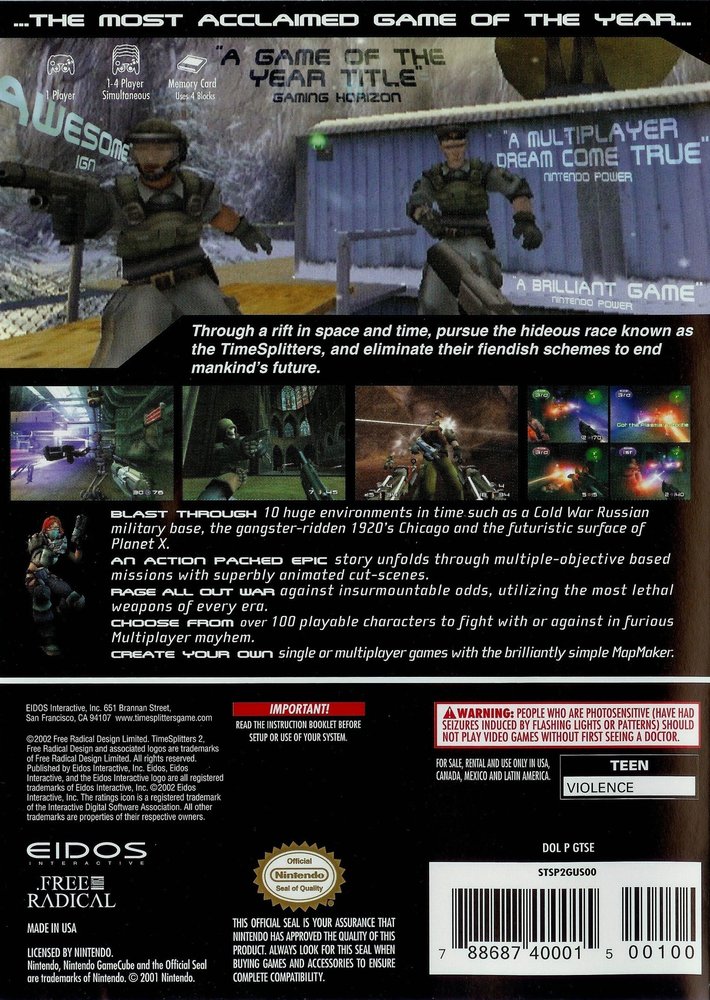 ...THE MOST ACCLAIMED GAME OF THE YEAR...
1 Player
1-4 Player
Simultaneous
Memory Card
Uses 4 Blocks
"A GAME OF THE
YEAR TITLE"
GAMING HORIZON
AWESOME
IGN
"A MULTIPLAYER
DREAM COME TRUE"
NINTENDO POWER
"A BRILLIANT GAME"
NINTENDO POWER
Through a rift in space and time, pursue the hideous race known as
the TimeSplitters, and eliminate their fiendish schemes to end
mankind's future.
BLAST THROUGH 10 huge environments in time such as a Cold War Russian
military base, the gangster-ridden 1920's Chicago and the futuristic surface of
Planet X.
AN ACTION PACKED EPIC story unfolds through multiple-objective based
missions with superbly animated cut-scenes.
RAGE ALL OUT WAR against insurmountable odds, utilizing the most lethal
weapons of every era.
CHOOSE FROM over 100 playable characters to fight with or against in furious
Multiplayer mayhem.
CREATE YOUR OWN single or multiplayer games with the brilliantly simple MapMaker.
EIDOS Interactive, Inc. 651 Brannan Street,
San Francisco, CA 94107 www.timesplittersgame.com
©2002 Free Radical Design Limited. TimeSplitters 2,
Free Radical Design and associated logos are trademarks
of Free Radical Design Limited. All rights reserved.
Published by Eidos Interactive, Inc. Eidos, Eidos
Interactive, and the Eidos Interactive logo are all registered
trademarks of Eidos Interactive, Inc. ©2002 Eidos
Interactive, Inc. The ratings icon is a registered trademark
of the Interactive Digital Software Association. All other
trademarks are properties of their respective owners.
EIDOS
INTERACTIVE
.FREE
RADICAL
MADE IN USA
LICENSED BY NINTENDO.
Nintendo, Nintendo GameCube and the Official Seal
are trademarks of Nintendo. © 2001 Nintendo.
IMPORTANT!
READ THE INSTRUCTION BOOKLET BEFORE
SETUP OR USE OF YOUR SYSTEM.
Official
Nintendo
Seal of Quality
THIS OFFICIAL SEAL IS YOUR ASSURANCE THAT
NINTENDO HAS APPROVED THE QUALITY OF THIS
PRODUCT. ALWAYS LOOK FOR THIS SEAL WHEN
BUYING GAMES AND ACCESSORIES TO ENSURE
COMPLETE COMPATIBILITY.
WARNING: PEOPLE WHO ARE PHOTOSENSITIVE (HAVE HAD
SEIZURES INDUCED BY FLASHING LIGHTS OR PATTERNS) SHOULD
NOT PLAY VIDEO GAMES WITHOUT FIRST SEEING A DOCTOR.
FOR SALE, RENTAL AND USE ONLY IN USA,
CANADA, MEXICO AND LATIN AMERICA.
TEEN
VIOLENCE
DOL P GTSE
STSP2GUS00
7 88687 40001 5 00100